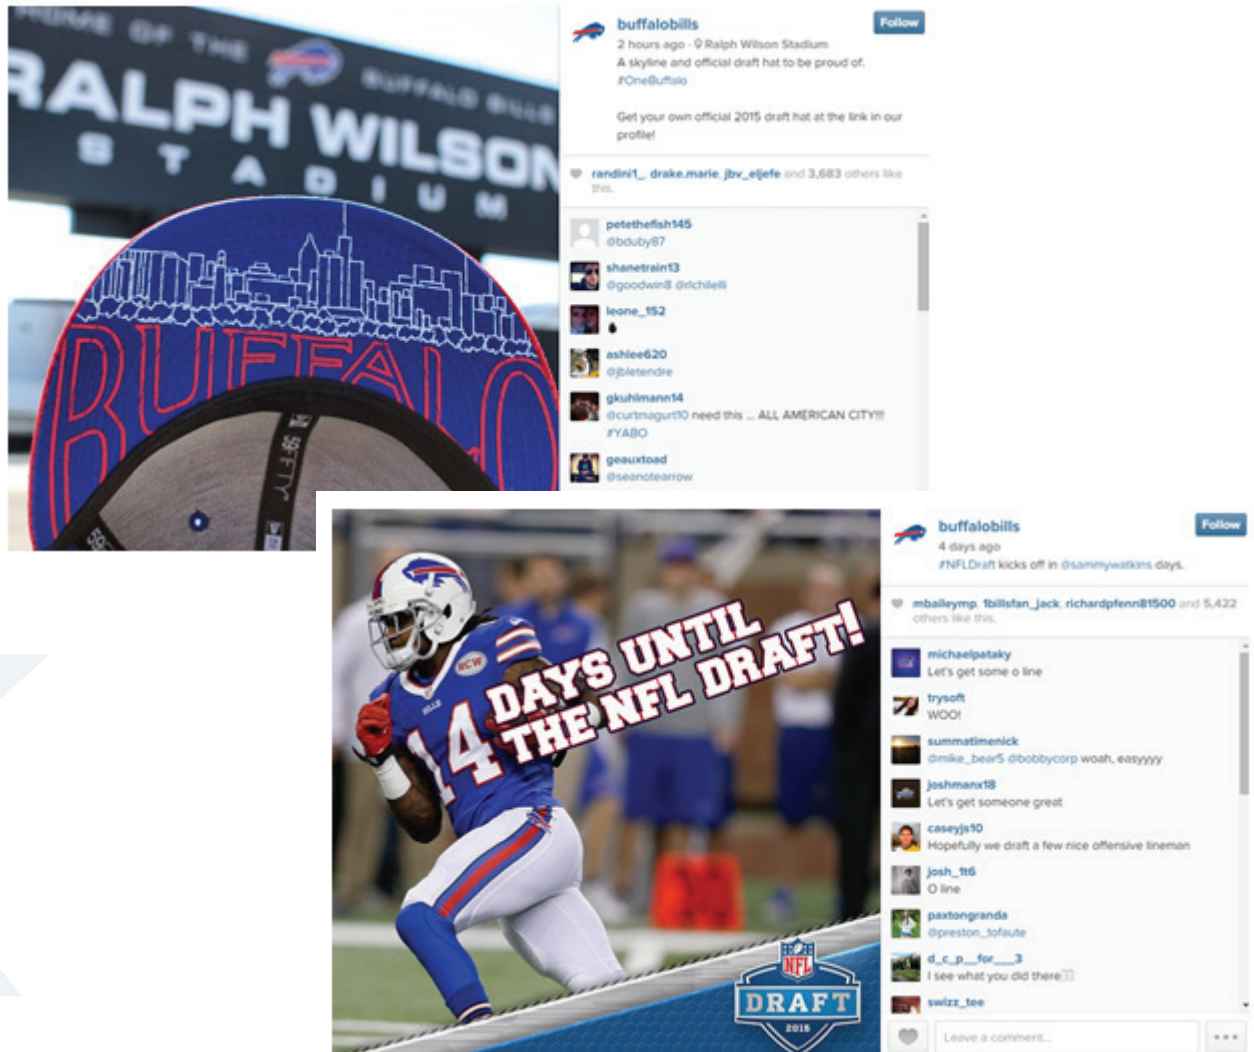 HOME OF THE BUFFALO BILLS
RALPH WILSON
STADIUM
BUFFALO
59FIFTY
buffalobills
Follow
2 hours ago · Ralph Wilson Stadium
A skyline and official draft hat to be proud of.
#OneBuffalo
Get your own official 2015 draft hat at the link in our
profile!
randini1_, drake.marie, jbv_eljefe and 3,683 others like
this.
petethefish145
@bduby87
shanetrain13
@goodwin8 @richilelli
leone_152
ashlee620
@jbletendre
gkuhlmann14
@curtmagurt10 need this ... ALL AMERICAN CITY!!!!
#YABO
geauxtoad
@seanotearrow
RCW
BILLS
14
DAYS UNTIL
THE NFL DRAFT!
NFL
DRAFT
2015
buffalobills
Follow
4 days ago
#NFLDraft kicks off in @sammywatkins days.
mbaileymp, 1billsfan_jack, richardpfenn81500 and 5,422
others like this.
michaelpataky
Let's get some o line
trysoft
WOO!
summatimenick
@mike_bear5 @bobbycorp woah, easyyyy
joshmanx18
Let's get someone great
caseyjs10
Hopefully we draft a few nice offensive lineman
josh_1t6
O line
paxtongranda
@preston_tofaute
d_c_p__for___3
I see what you did there
swizz_tee
Leave a comment...